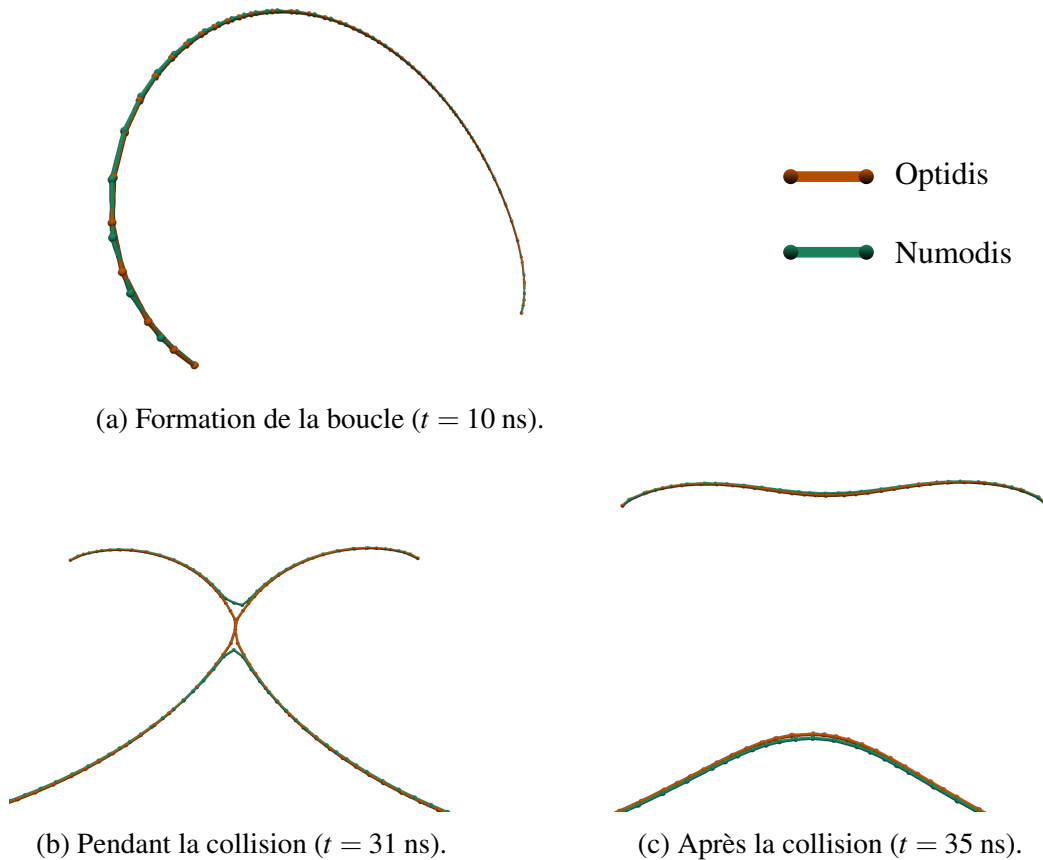 Optidis
Numodis
(a) Formation de la boucle (t = 10 ns).
(b) Pendant la collision (t = 31 ns).
(c) Après la collision (t = 35 ns).